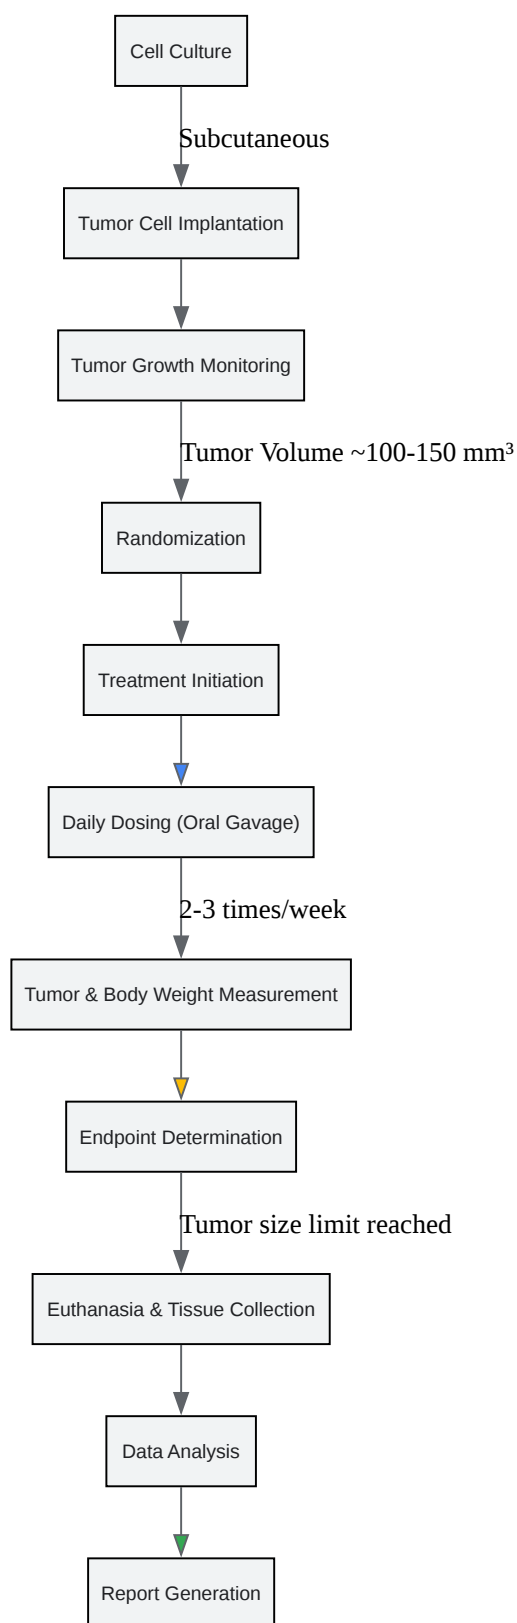 Cell Culture
Subcutaneous
Tumor Cell Implantation
Tumor Growth Monitoring
Tumor Volume ~100-150 mm³
Randomization
Treatment Initiation
Daily Dosing (Oral Gavage)
2-3 times/week
Tumor & Body Weight Measurement
Endpoint Determination
Tumor size limit reached
Euthanasia & Tissue Collection
Data Analysis
Report Generation